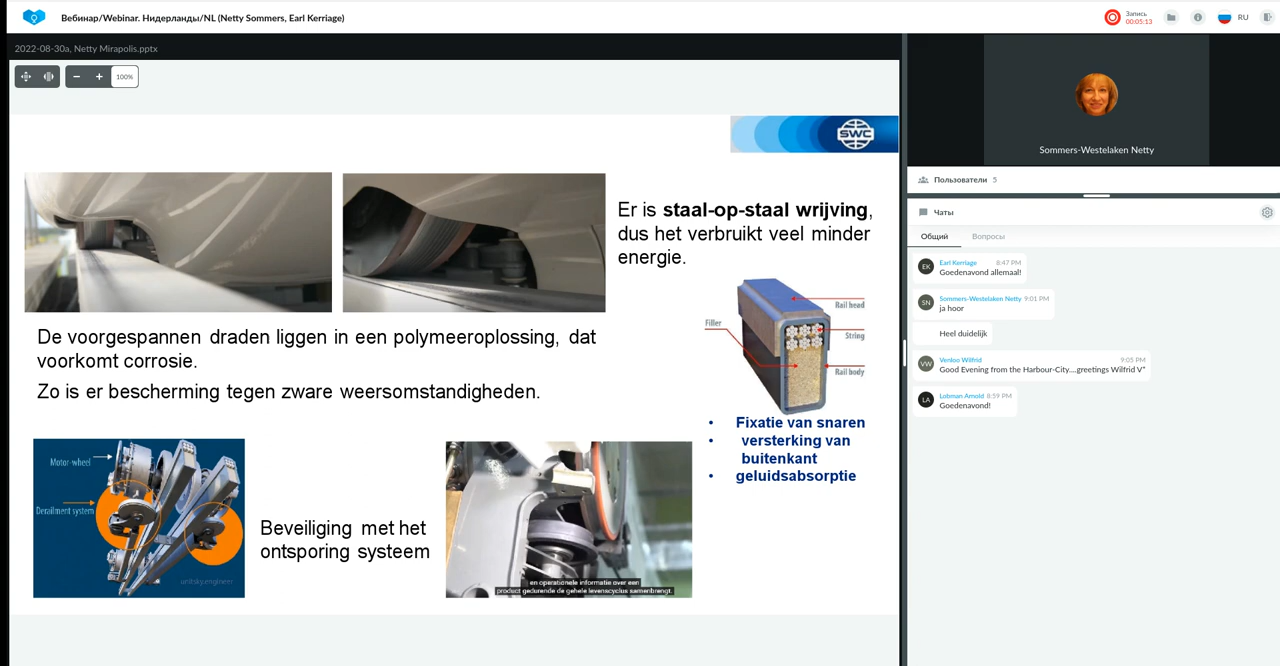 Вебинар/Webinar. Нидерланды/NL (Netty Sommers, Earl Kerriage)
Запись
00:05:13
RU
2022-08-30a, Netty Mirapolis.pptx
100%
SWC
Er is staal-op-staal wrijving,
dus het verbruikt veel minder
energie.
Rail head
Filler
String
Rail body
De voorgespannen draden liggen in een polymeeroplossing, dat
voorkomt corrosie.
Zo is er bescherming tegen zware weersomstandigheden.
• Fixatie van snaren
• versterking van
buitenkant
• geluidsabsorptie
Motor-wheel
Derailment system
unitsky.engineer
Beveiliging met het
ontsporing systeem
en operationele informatie over een
product gedurende de gehele levenscyclus samenbrengt.
Sommers-Westelaken Netty
Пользователи 5
Чаты
Общий
Вопросы
EK
Earl Kerriage 8:47 PM
Goedenavond allemaal!
SN
Sommers-Westelaken Netty 9:01 PM
ja hoor
Heel duidelijk
VW
Venloo Wilfrid 9:05 PM
Good Evening from the Harbour-City....greetings Wilfrid V"
LA
Lobman Arnold 8:59 PM
Goedenavond!